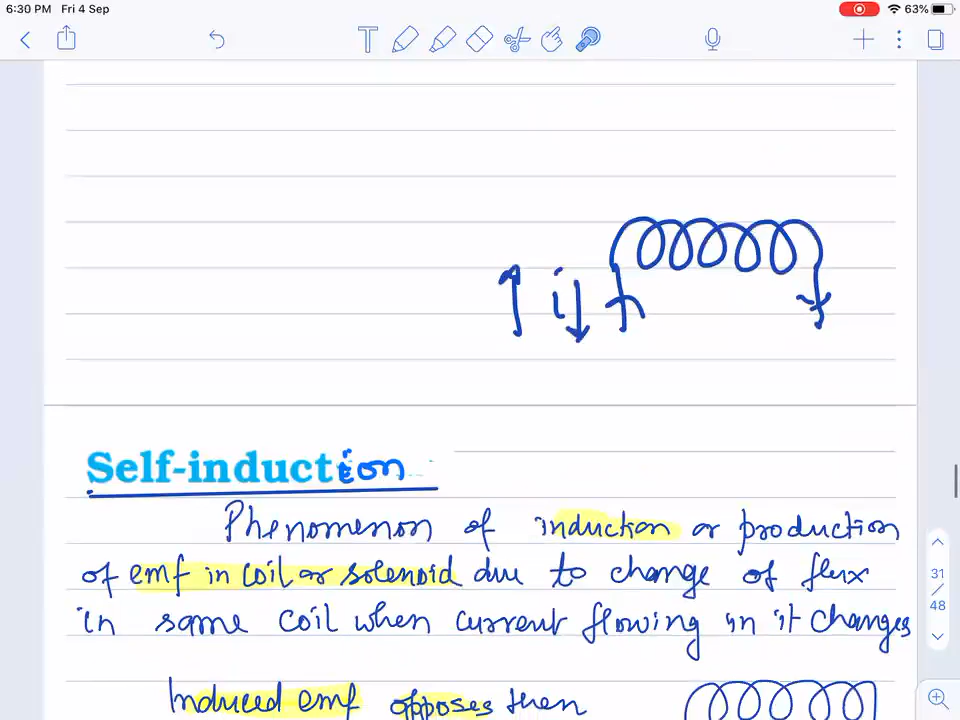 6:30 PM Fri 4 Sep
63%
T
i
Self-induction
Phenomenon of induction or production
of emf in coil or solenoid due to change of flux
in same coil when current flowing in it changes
31
/
48
Induced emf opposes then